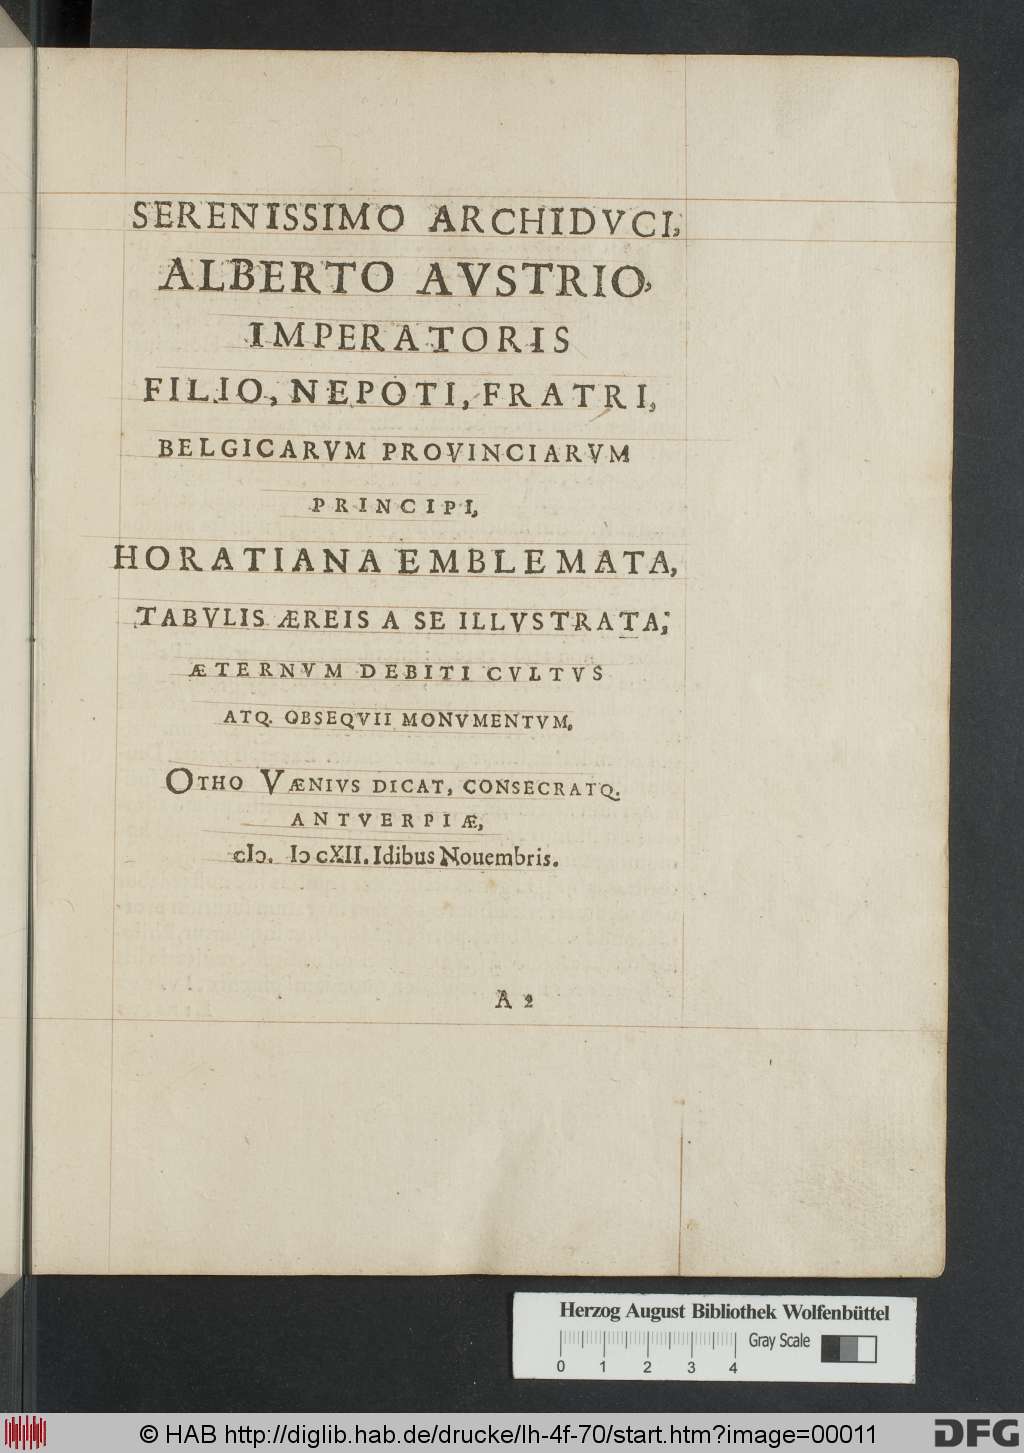 SERENISSIMO ARCHIDVCI,
ALBERTO AVSTRIO,
IMPERATORIS
FILIO, NEPOTI, FRATRI,
BELGICARVM PROVINCIARVM
PRINCIPI,
HORATIANA EMBLEMATA,
TABVLIS ÆREIS A SE ILLVSTRATA;
ÆTERNVM DEBITI CVLTVS
ATQ. OBSEQVII MONVMENTVM,
OTHO VÆNIVS DICAT, CONSECRATQ.
ANTVERPIÆ,
cIɔ. Iɔ cXII. Idibus Nouembris.
A 2
Herzog August Bibliothek Wolfenbüttel
Gray Scale
0 1 2 3 4
© HAB http://diglib.hab.de/drucke/lh-4f-70/start.htm?image=00011
DFG